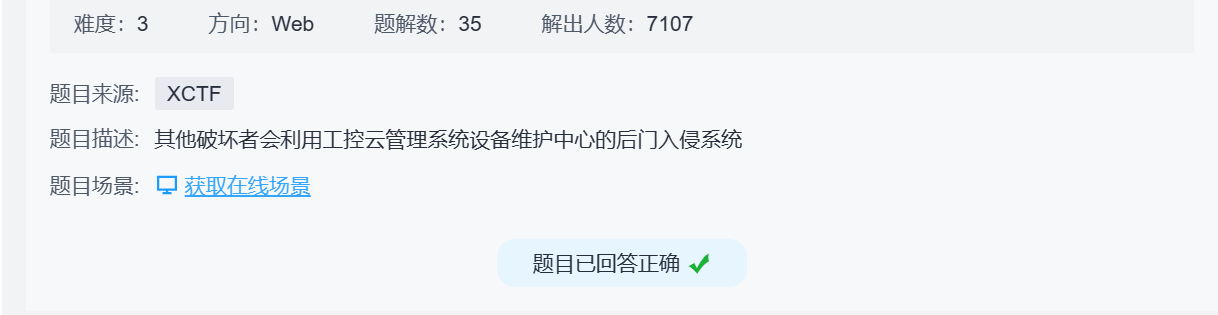 难度：3 方向：Web 题解数：35 解出人数：7107
题目来源: XCTF
题目描述: 其他破坏者会利用工控云管理系统设备维护中心的后门入侵系统
题目场景: 获取在线场景
题目已回答正确